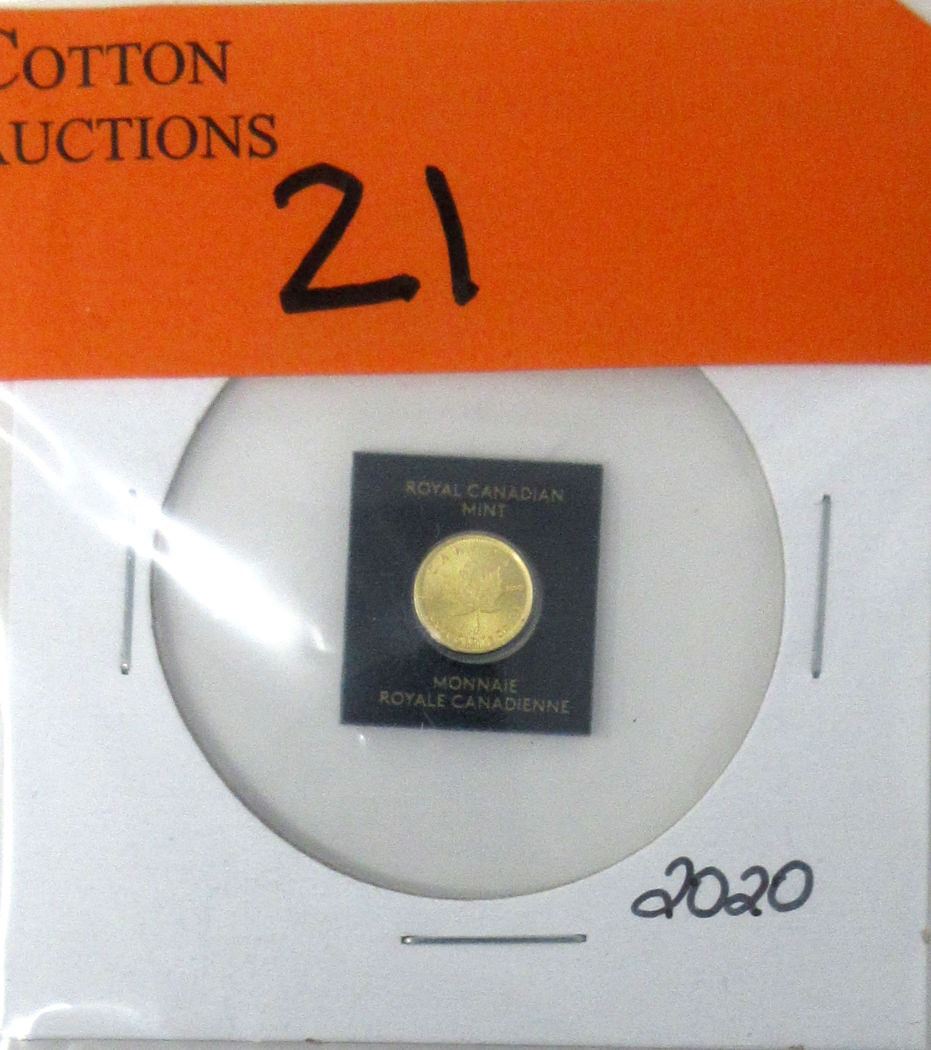 COTTON
AUCTIONS
21
ROYAL CANADIAN
MINT
MONNAIE
ROYALE CANADIENNE
2020